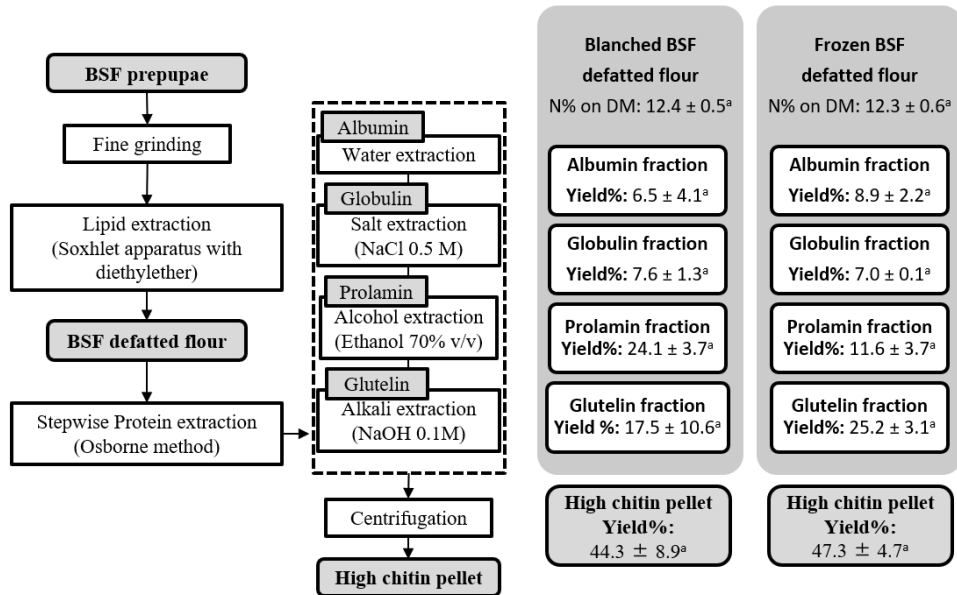 BSF prepupae
Fine grinding
Lipid extraction
(Soxhlet apparatus with
diethylether)
BSF defatted flour
Stepwise Protein extraction
(Osborne method)
Albumin
Water extraction
Globulin
Salt extraction
(NaCl 0.5 M)
Prolamin
Alcohol extraction
(Ethanol 70% v/v)
Glutelin
Alkali extraction
(NaOH 0.1M)
Centrifugation
High chitin pellet
Blanched BSF
defatted flour
N% on DM: 12.4 ± 0.5ᵃ
Albumin fraction
Yield%: 6.5 ± 4.1ᵃ
Globulin fraction
Yield%: 7.6 ± 1.3ᵃ
Prolamin fraction
Yield%: 24.1 ± 3.7ᵃ
Glutelin fraction
Yield %: 17.5 ± 10.6ᵃ
High chitin pellet
Yield%:
44.3 ± 8.9ᵃ
Frozen BSF
defatted flour
N% on DM: 12.3 ± 0.6ᵃ
Albumin fraction
Yield%: 8.9 ± 2.2ᵃ
Globulin fraction
Yield%: 7.0 ± 0.1ᵃ
Prolamin fraction
Yield%: 11.6 ± 3.7ᵃ
Glutelin fraction
Yield%: 25.2 ± 3.1ᵃ
High chitin pellet
Yield%:
47.3 ± 4.7ᵃ